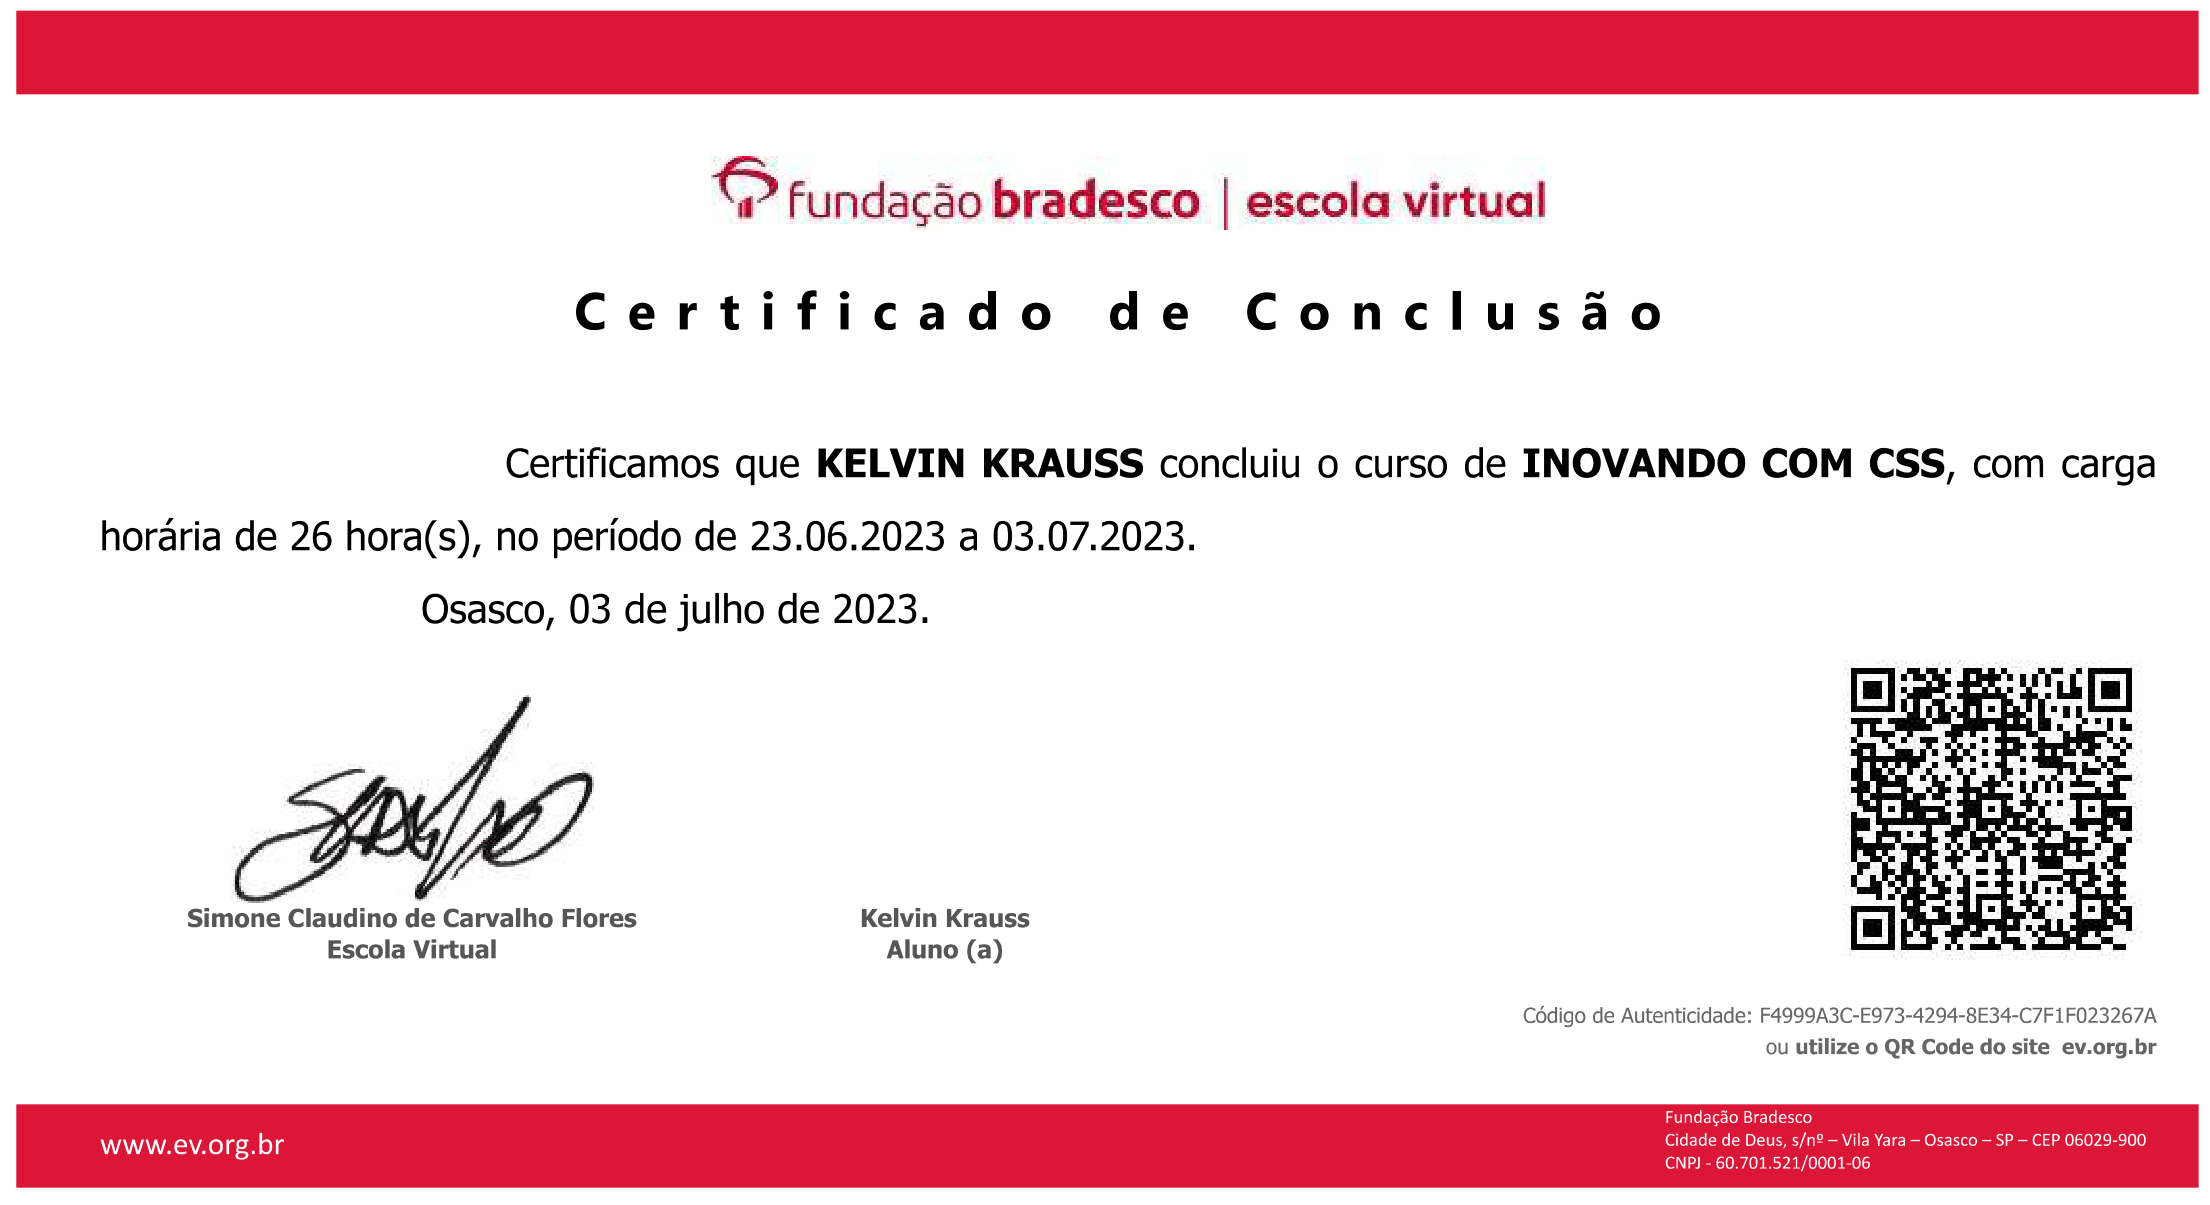 fundação bradesco | escola virtual
Certificado de Conclusão
Certificamos que KELVIN KRAUSS concluiu o curso de INOVANDO COM CSS, com carga
horária de 26 hora(s), no período de 23.06.2023 a 03.07.2023.
Osasco, 03 de julho de 2023.
Simone Claudino de Carvalho Flores
Escola Virtual
Kelvin Krauss
Aluno (a)
Código de Autenticidade: F4999A3C-E973-4294-8E34-C7F1F023267A
ou utilize o QR Code do site ev.org.br
www.ev.org.br
Fundação Bradesco
Cidade de Deus, s/nº – Vila Yara – Osasco – SP – CEP 06029-900
CNPJ - 60.701.521/0001-06